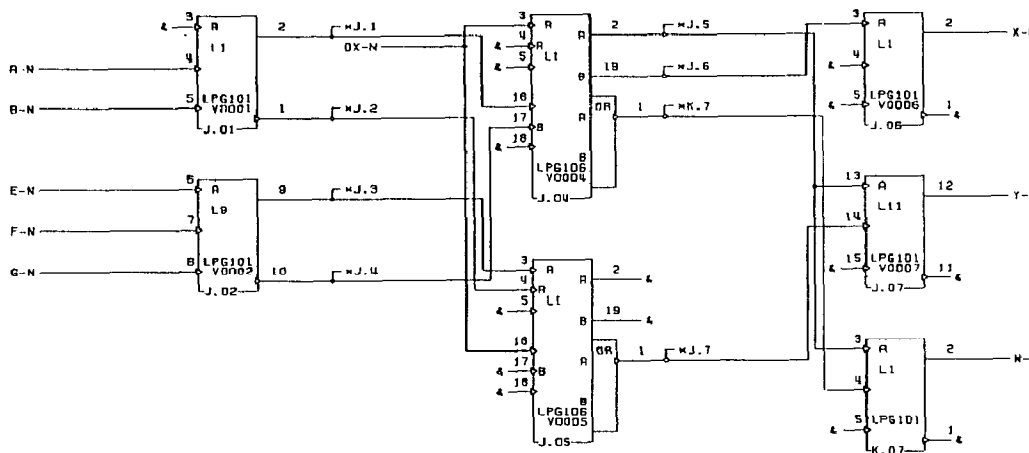 3 A
& L1 2 *J.1
4
A-N
5 LPG101
B-N V0001 1 *J.2
J.01
OX-N
6 A
E-N
L9 9 *J.3
7
F-N
8 LPG101
G-N V0002 10 *J.4
J.02
3 A
4 A 2 *J.5
& R
5 L1
& B 19 *J.6
16 OR
17 A 1 *K.7
B
18
& B
LPG106
V0004
J.04
3 A
4 A 2 &
R
5 L1
& B 19 &
16 OR
17 A 1 *J.7
& B
18
& B
LPG106
V0005
J.05
3 A
L1 2 X-
4
&
5 LPG101
& V0006 1 &
J.06
13 A
L11 12 Y-
14
15 LPG101
& V0007 11 &
J.07
3 A
L1 2 W-
4
5 LPG101
& 1 &
K.07